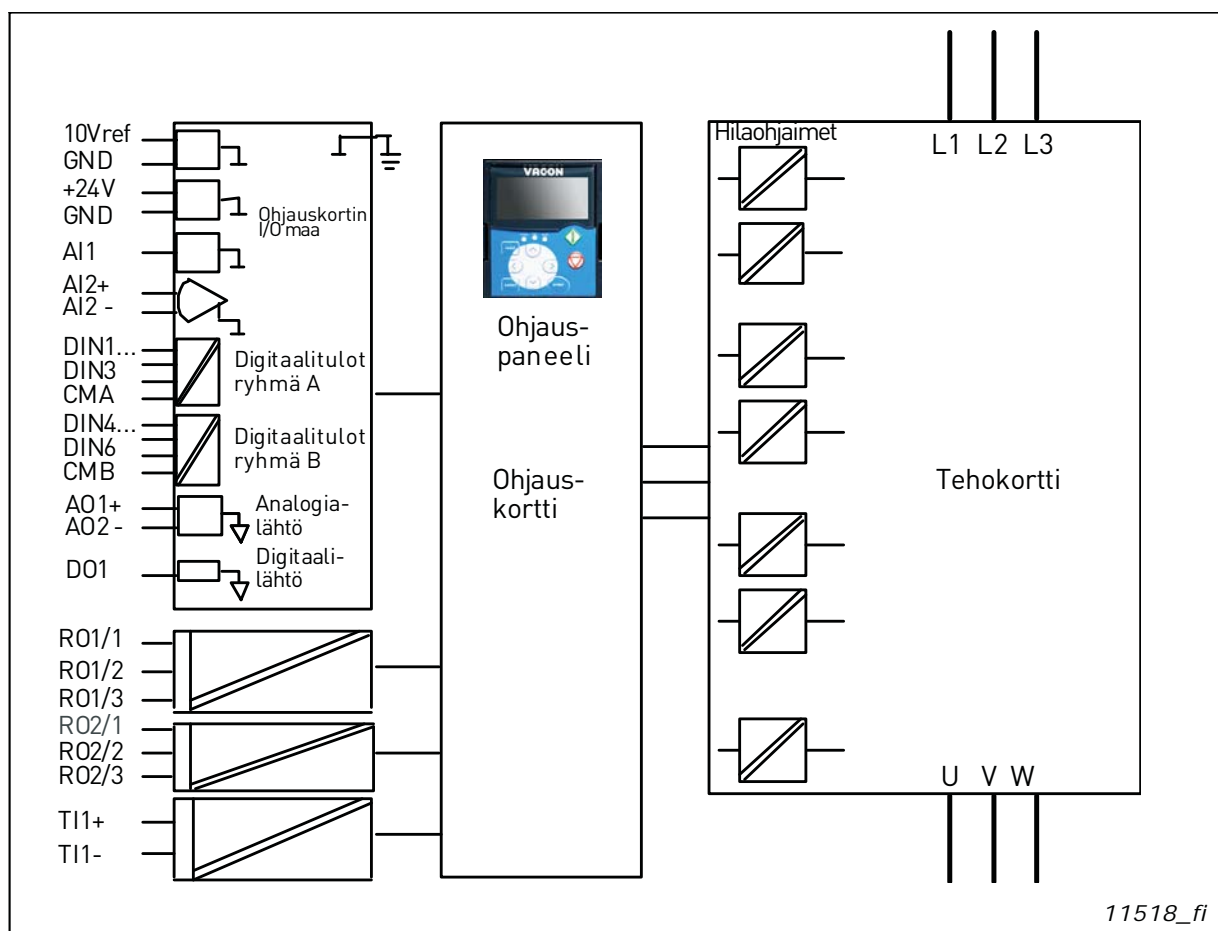 10Vref
GND
+24V
GND
AI1
AI2+
AI2 -
DIN1...
DIN3
CMA
DIN4...
DIN6
CMB
AO1+
AO2 -
DO1
RO1/1
RO1/2
RO1/3
RO2/1
RO2/2
RO2/3
TI1+
TI1-
Ohjauskortin
I/O maa
Digitaalitulot
ryhmä A
Digitaalitulot
ryhmä B
Analogia-
lähtö
Digitaali-
lähtö
VACON
Ohjaus-
paneeli
Ohjaus-
kortti
Hilaohjaimet
L1 L2 L3
Tehokortti
U V W
11518_fi